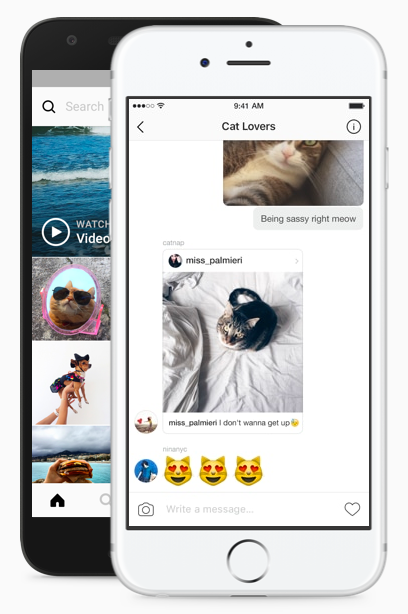 Search
WATCH
Video
9:41 AM
Cat Lovers
Being sassy right meow
catnap
miss_palmieri
miss_palmieri I don't wanna get up😴
ninanyc
😻 😻 😻
Write a message...